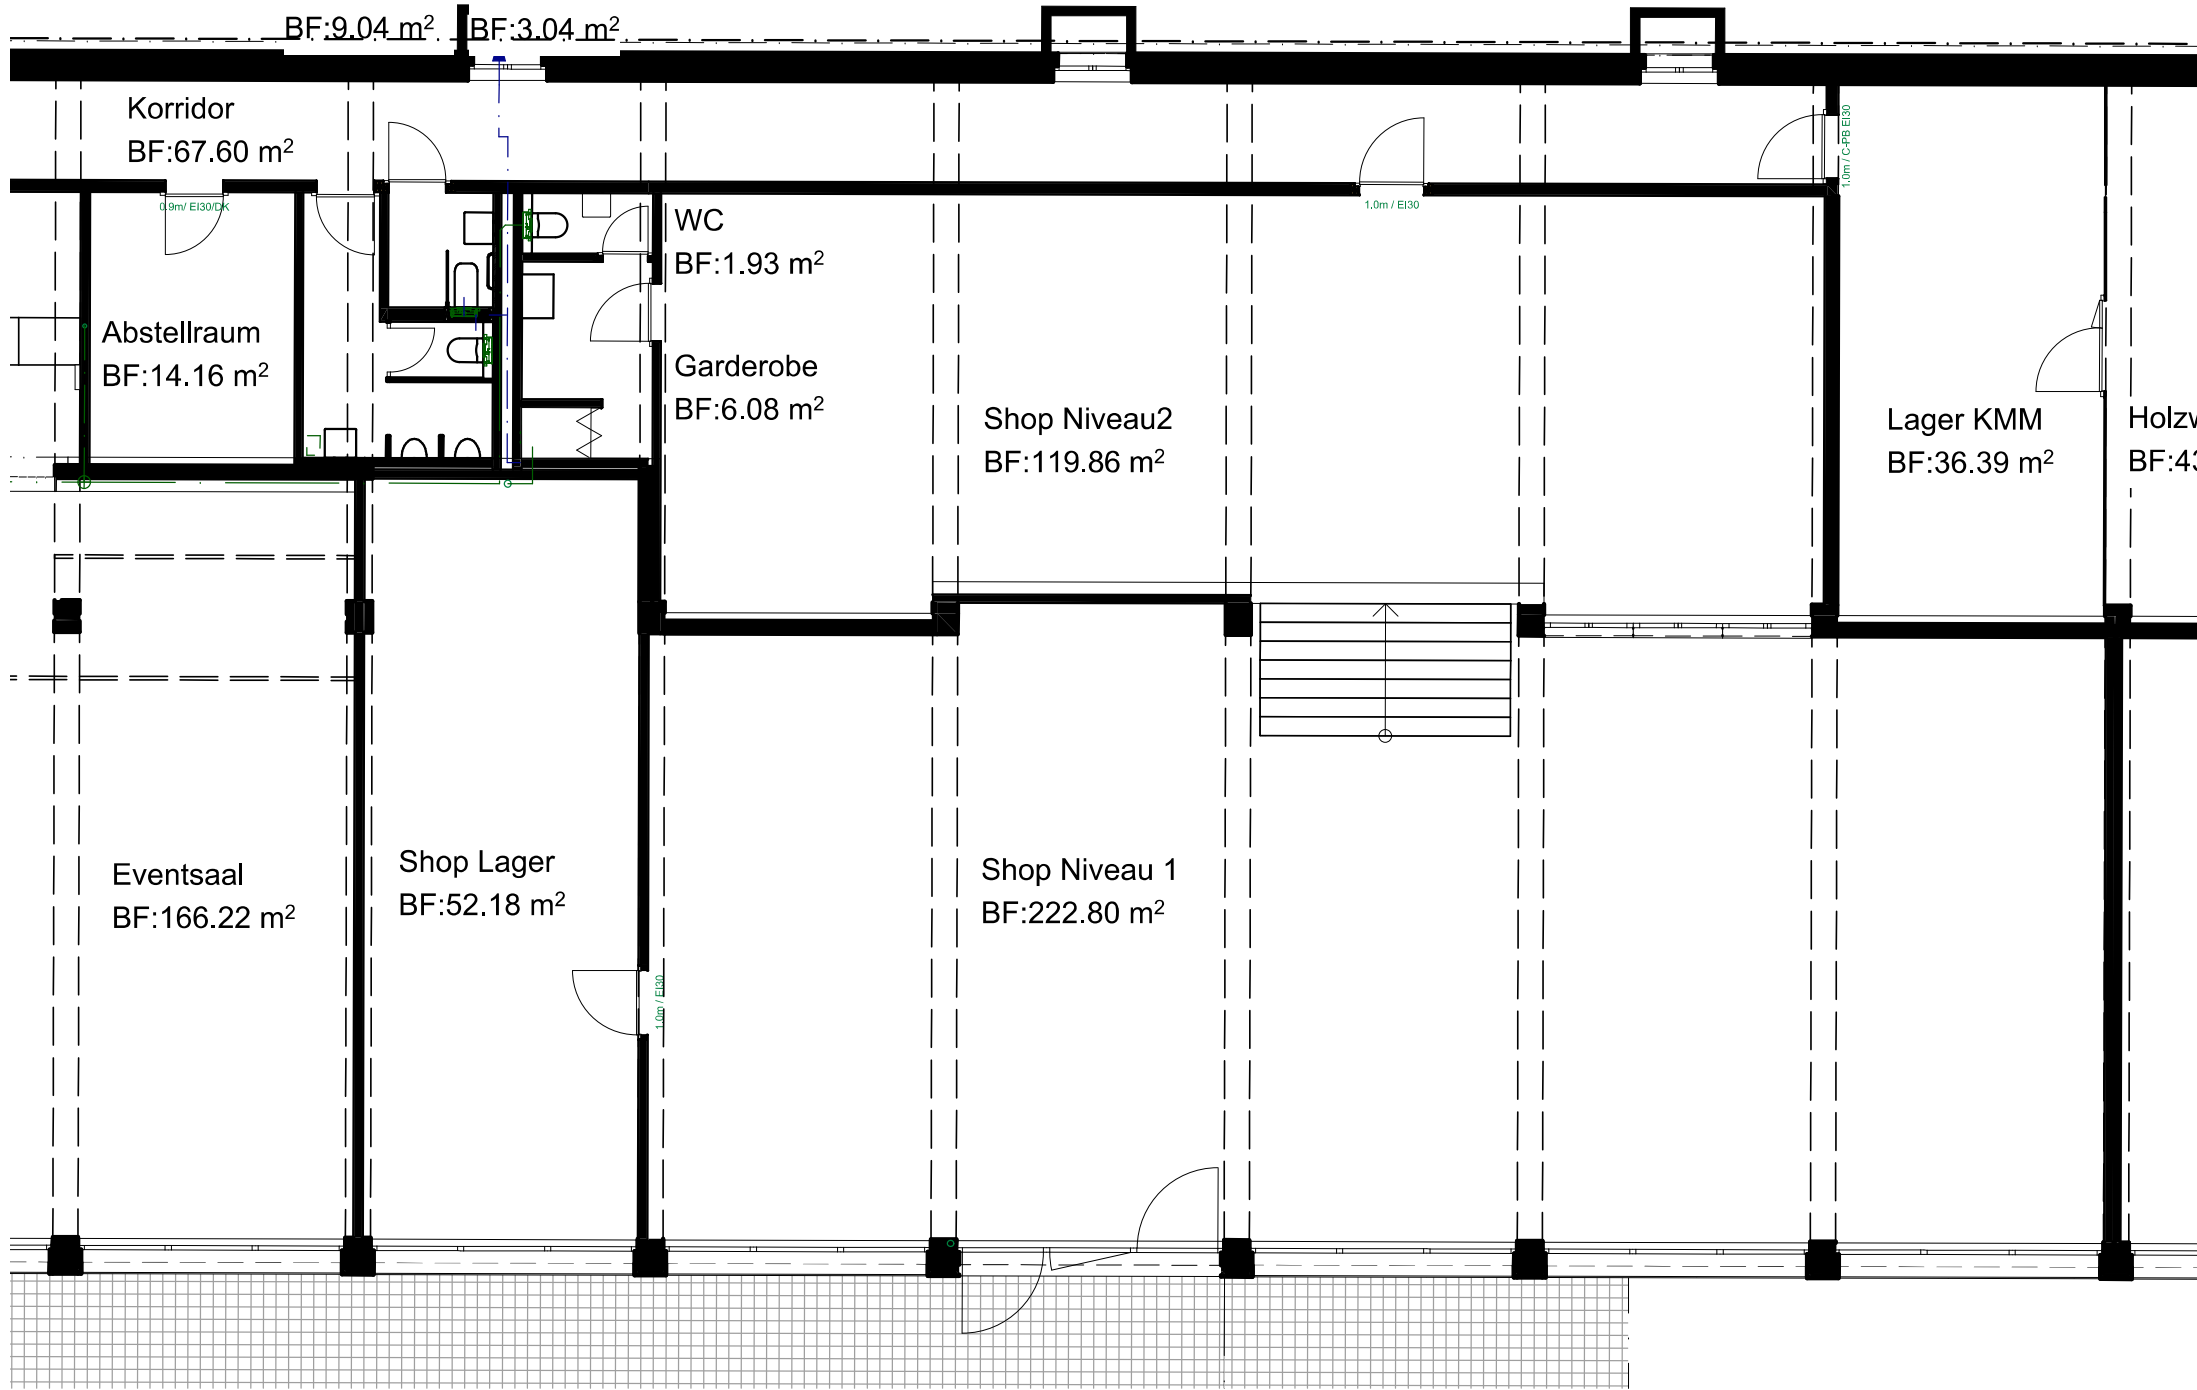 BF:9.04 m²
BF:3.04 m²
Korridor
BF:67.60 m²
0.9m/ EI30/DK
WC
BF:1.93 m²
1.0m / EI30
1.0m / C-PB EI30
Abstellraum
BF:14.16 m²
Garderobe
BF:6.08 m²
Shop Niveau2
BF:119.86 m²
Lager KMM
BF:36.39 m²
Holzw
BF:43
Eventsaal
BF:166.22 m²
Shop Lager
BF:52.18 m²
1.0m / EI30
Shop Niveau 1
BF:222.80 m²